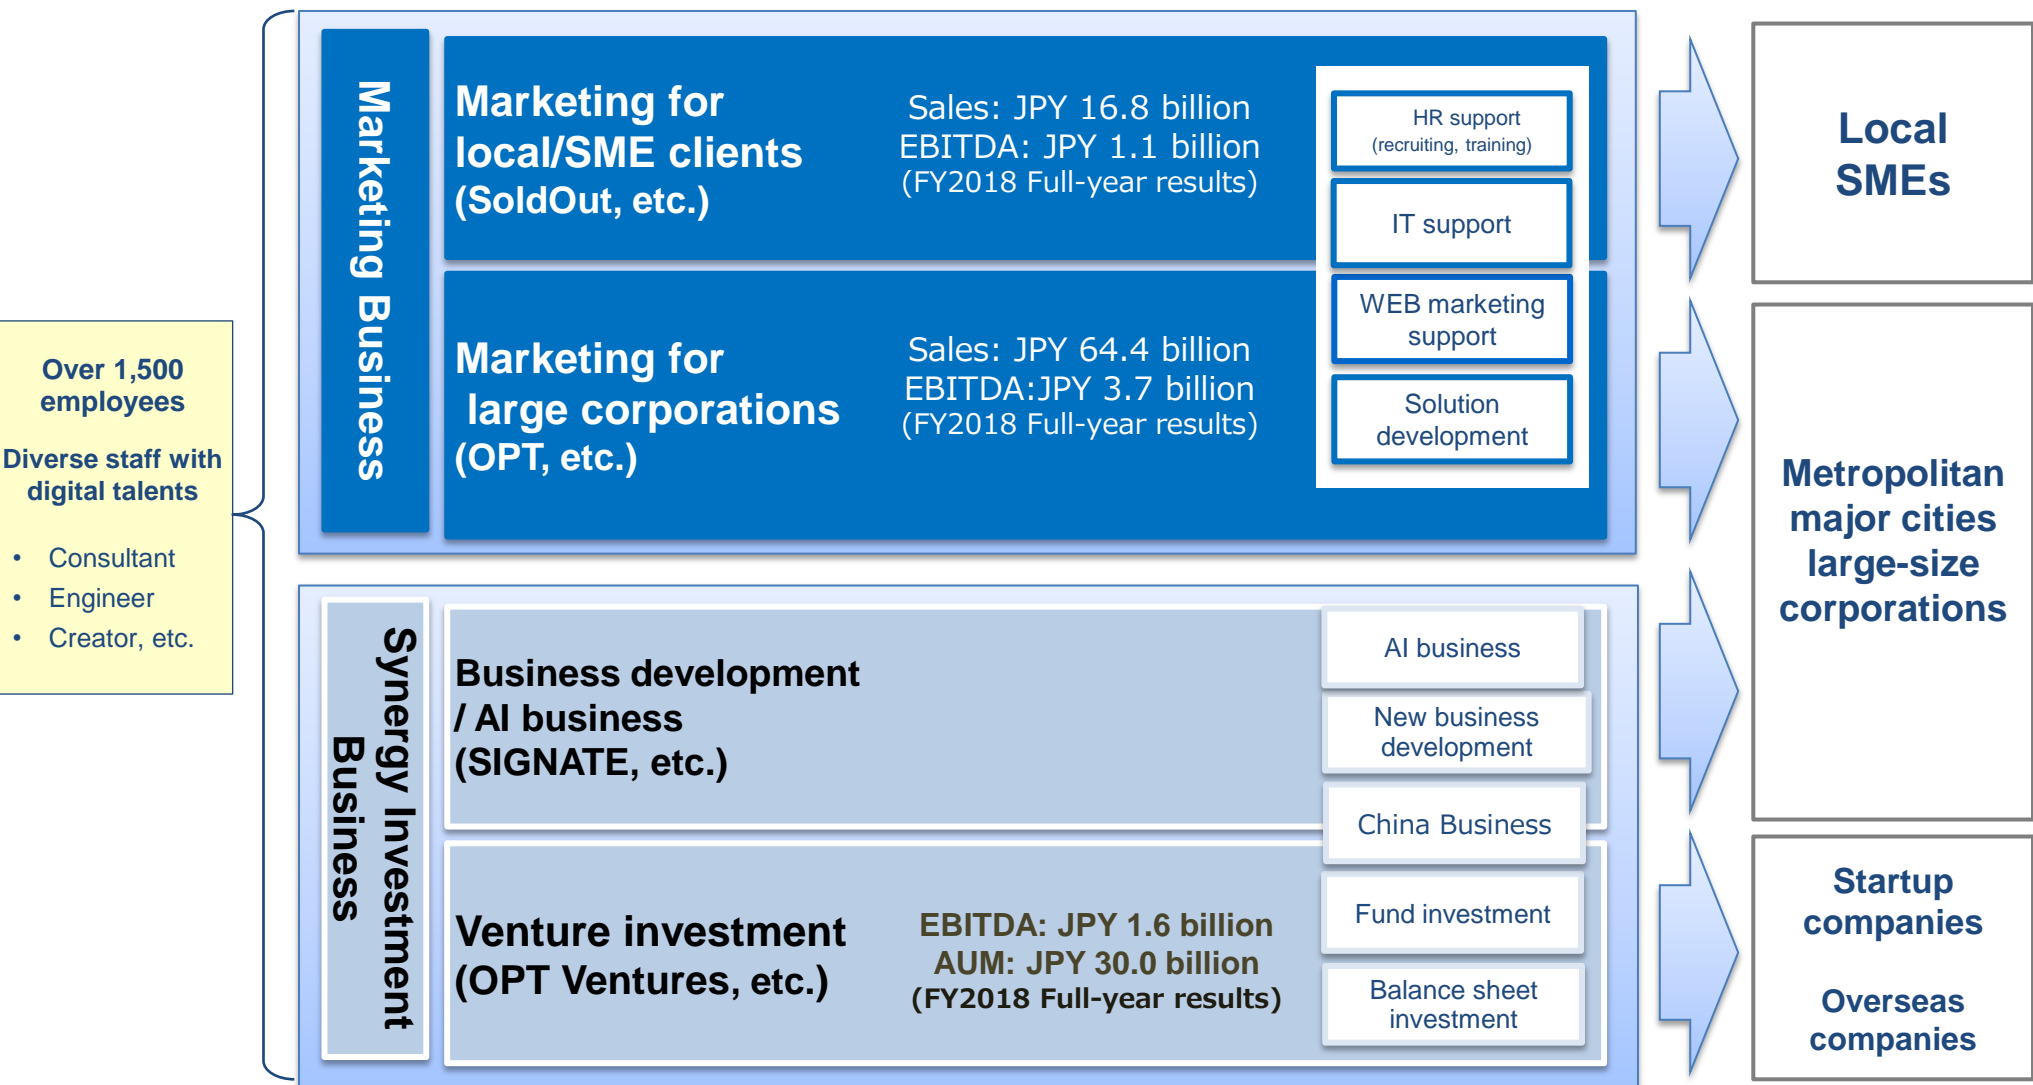 Over 1,500
employees
Diverse staff with
digital talents
• Consultant
• Engineer
• Creator, etc.
Marketing Business
Marketing for
local/SME clients
(SoldOut, etc.)
Sales: JPY 16.8 billion
EBITDA: JPY 1.1 billion
(FY2018 Full-year results)
Marketing for
large corporations
(OPT, etc.)
Sales: JPY 64.4 billion
EBITDA:JPY 3.7 billion
(FY2018 Full-year results)
HR support
(recruiting, training)
IT support
WEB marketing
support
Solution
development
Synergy Investment
Business
Business development
/ AI business
(SIGNATE, etc.)
Venture investment
(OPT Ventures, etc.)
EBITDA: JPY 1.6 billion
AUM: JPY 30.0 billion
(FY2018 Full-year results)
AI business
New business
development
China Business
Fund investment
Balance sheet
investment
Local
SMEs
Metropolitan
major cities
large-size
corporations
Startup
companies
Overseas
companies